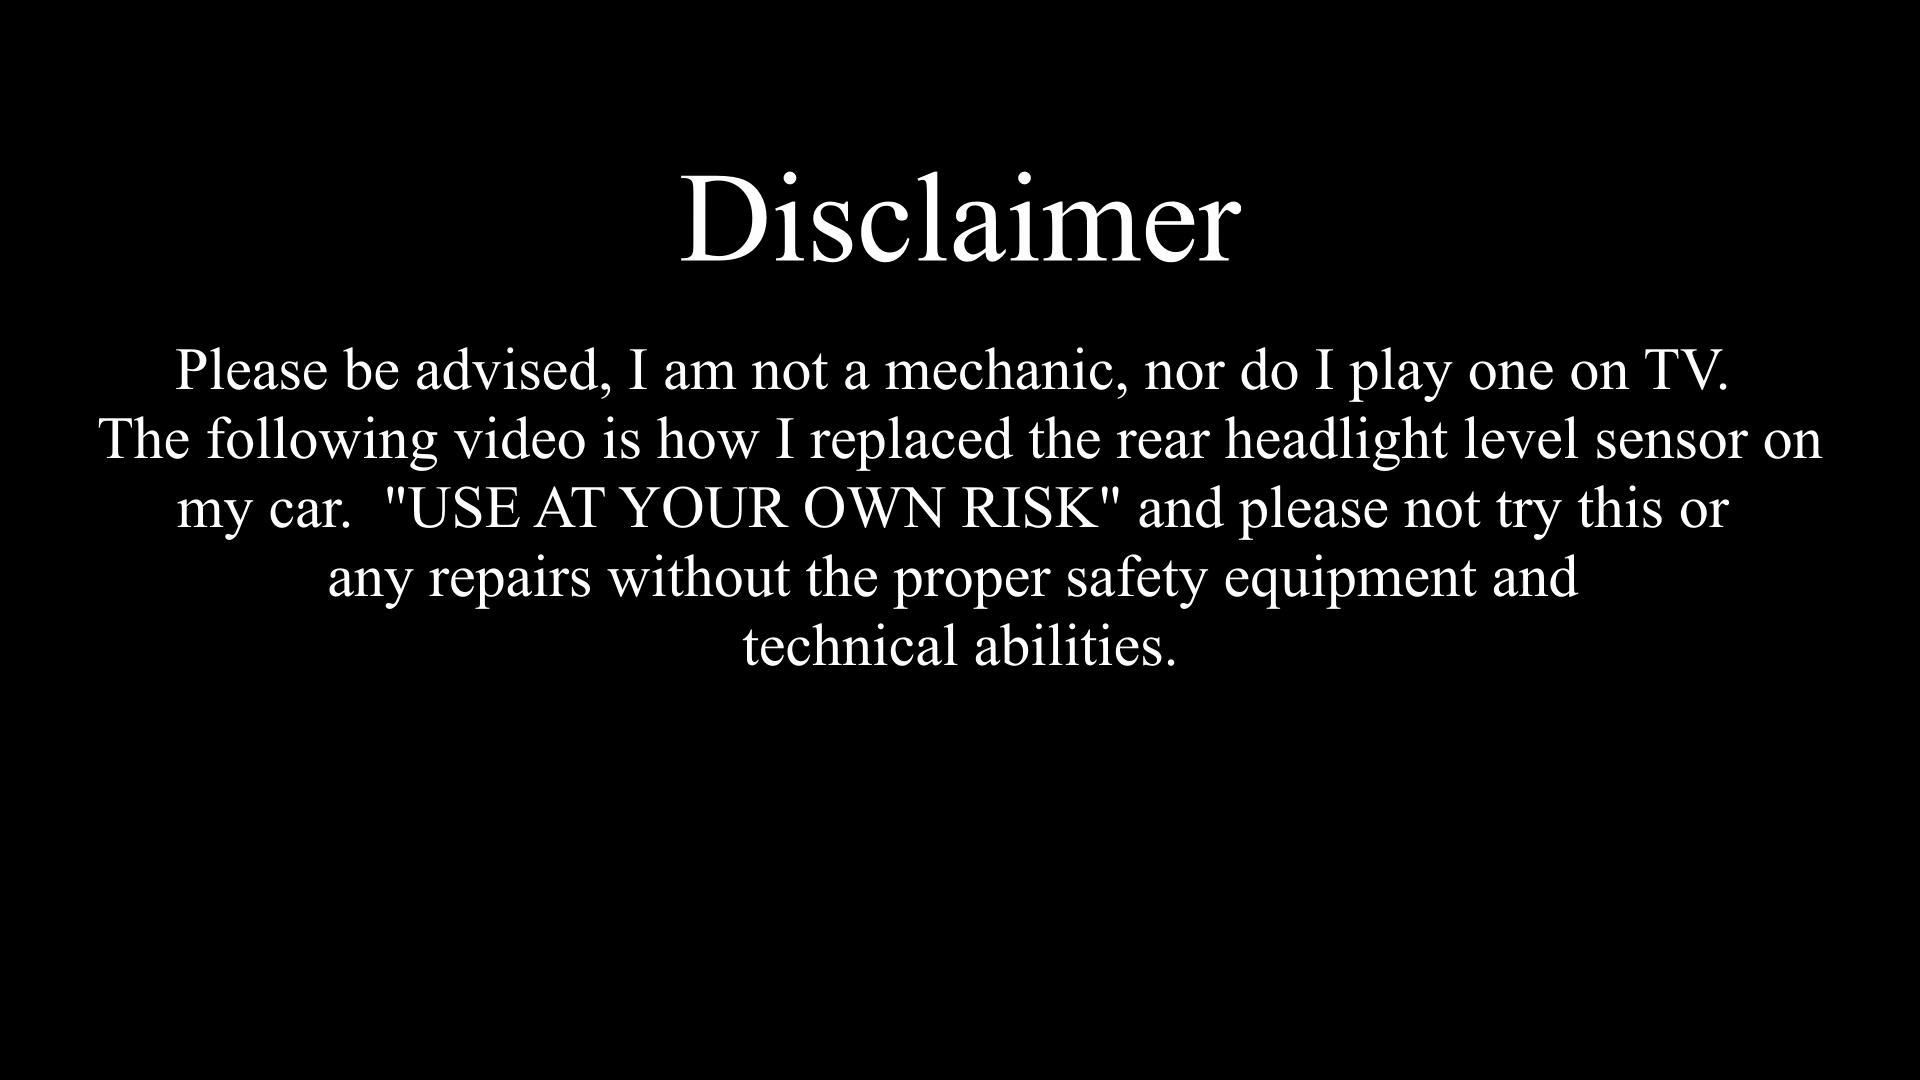 Disclaimer
Please be advised, I am not a mechanic, nor do I play one on TV.
The following video is how I replaced the rear headlight level sensor on
my car.  "USE AT YOUR OWN RISK" and please not try this or
any repairs without the proper safety equipment and
technical abilities.